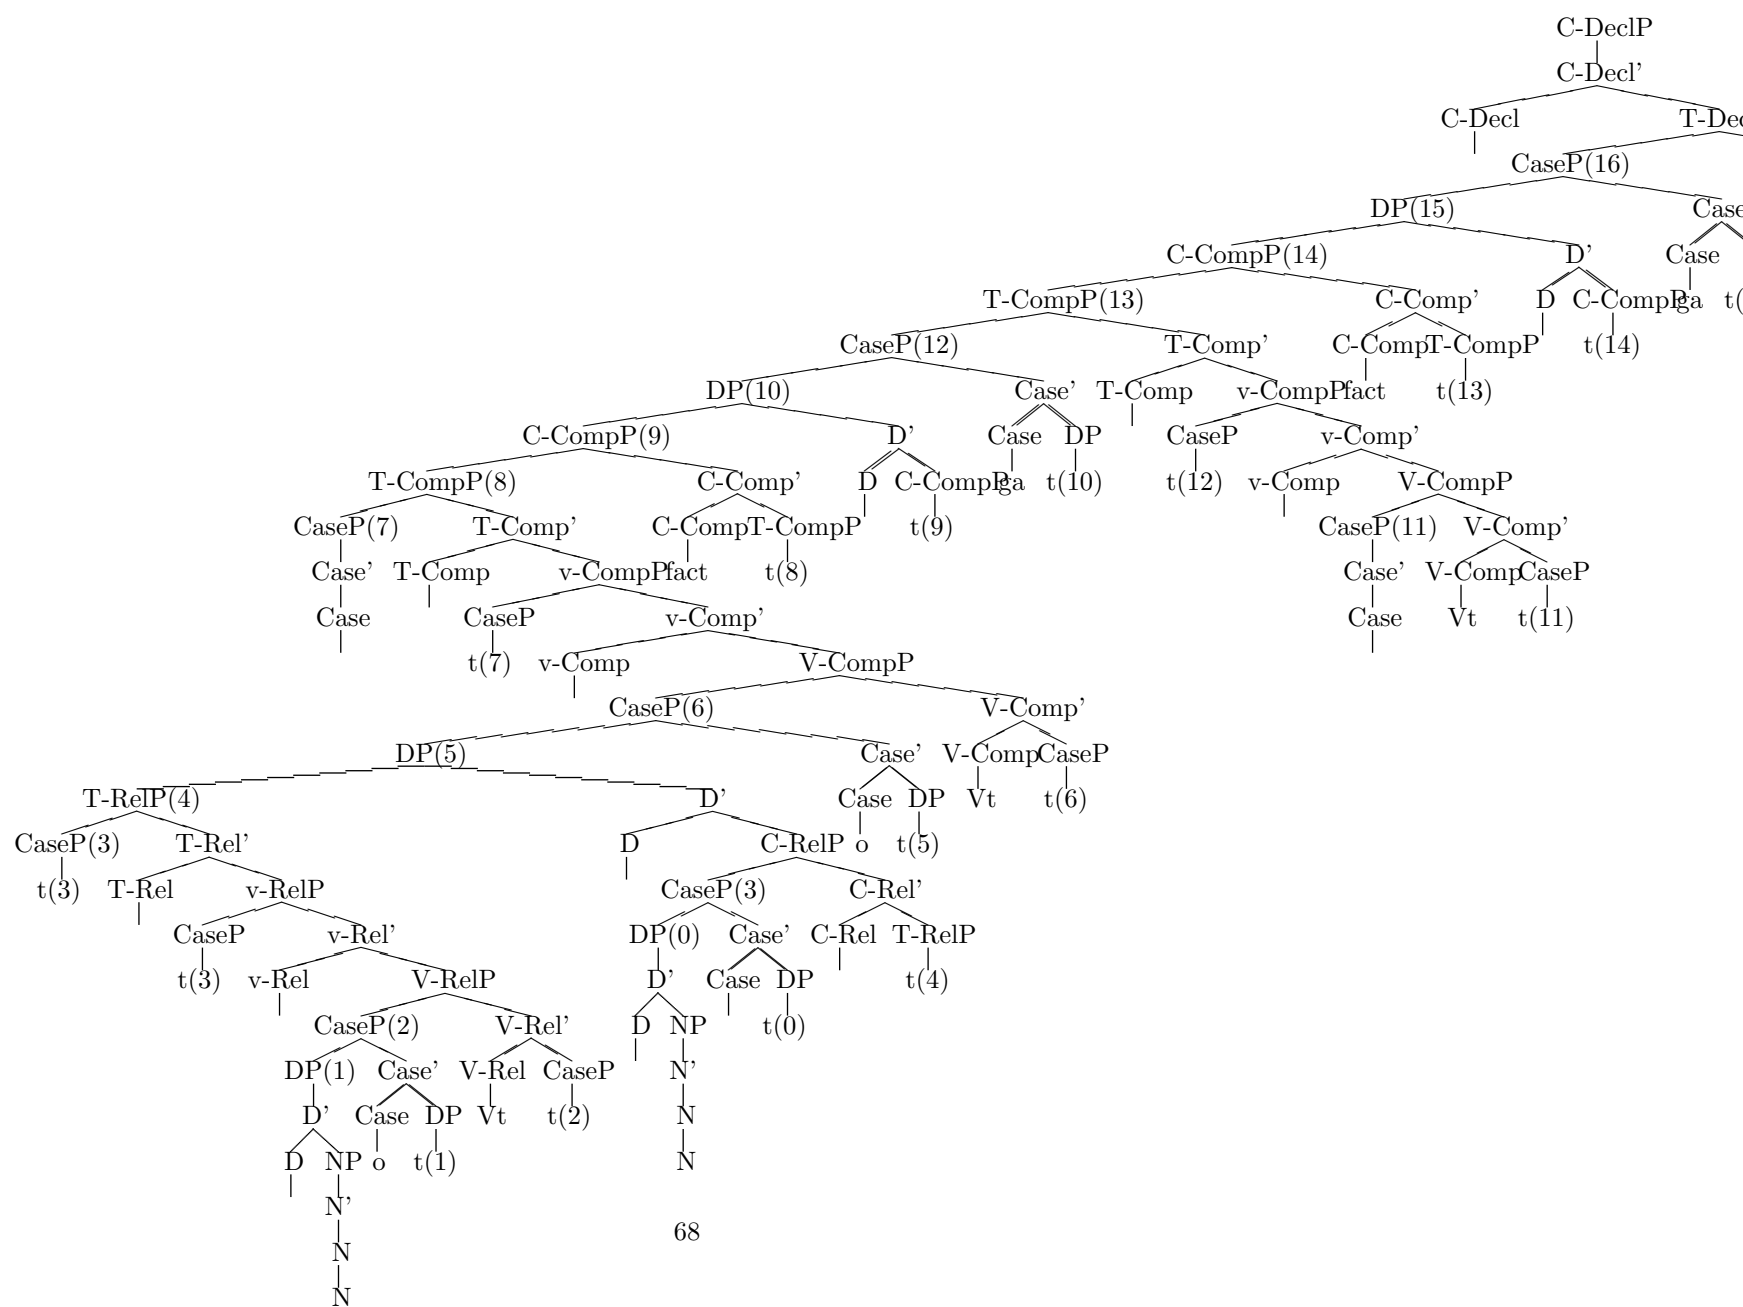 C-DeclP
C-Decl’
C-Decl T-Dec
CaseP(16)
DP(15) Case
C-CompP(14) D’ Case
T-CompP(13) C-Comp’ D C-CompP ga t(
CaseP(12) T-Comp’ C-Comp T-CompP t(14)
DP(10) Case’ T-Comp v-CompP fact t(13)
C-CompP(9) D’ Case DP CaseP v-Comp’
T-CompP(8) C-Comp’ D C-CompP ga t(10) t(12) v-Comp V-CompP
CaseP(7) T-Comp’ C-Comp T-CompP t(9) CaseP(11) V-Comp’
Case’ T-Comp v-CompP fact t(8) Case’ V-Comp CaseP
Case CaseP v-Comp’ Case Vt t(11)
t(7) v-Comp V-CompP
CaseP(6) V-Comp’
DP(5) Case’ V-Comp CaseP
T-RelP(4) D’ Case DP Vt t(6)
CaseP(3) T-Rel’ D C-RelP o t(5)
t(3) T-Rel v-RelP CaseP(3) C-Rel’
CaseP v-Rel’ DP(0) Case’ C-Rel T-RelP
t(3) v-Rel V-RelP D’ Case DP t(4)
CaseP(2) V-Rel’ D NP t(0)
DP(1) Case’ V-Rel CaseP N’
D’ Case DP Vt t(2) N
D NP o t(1) N
N’
68
N
N